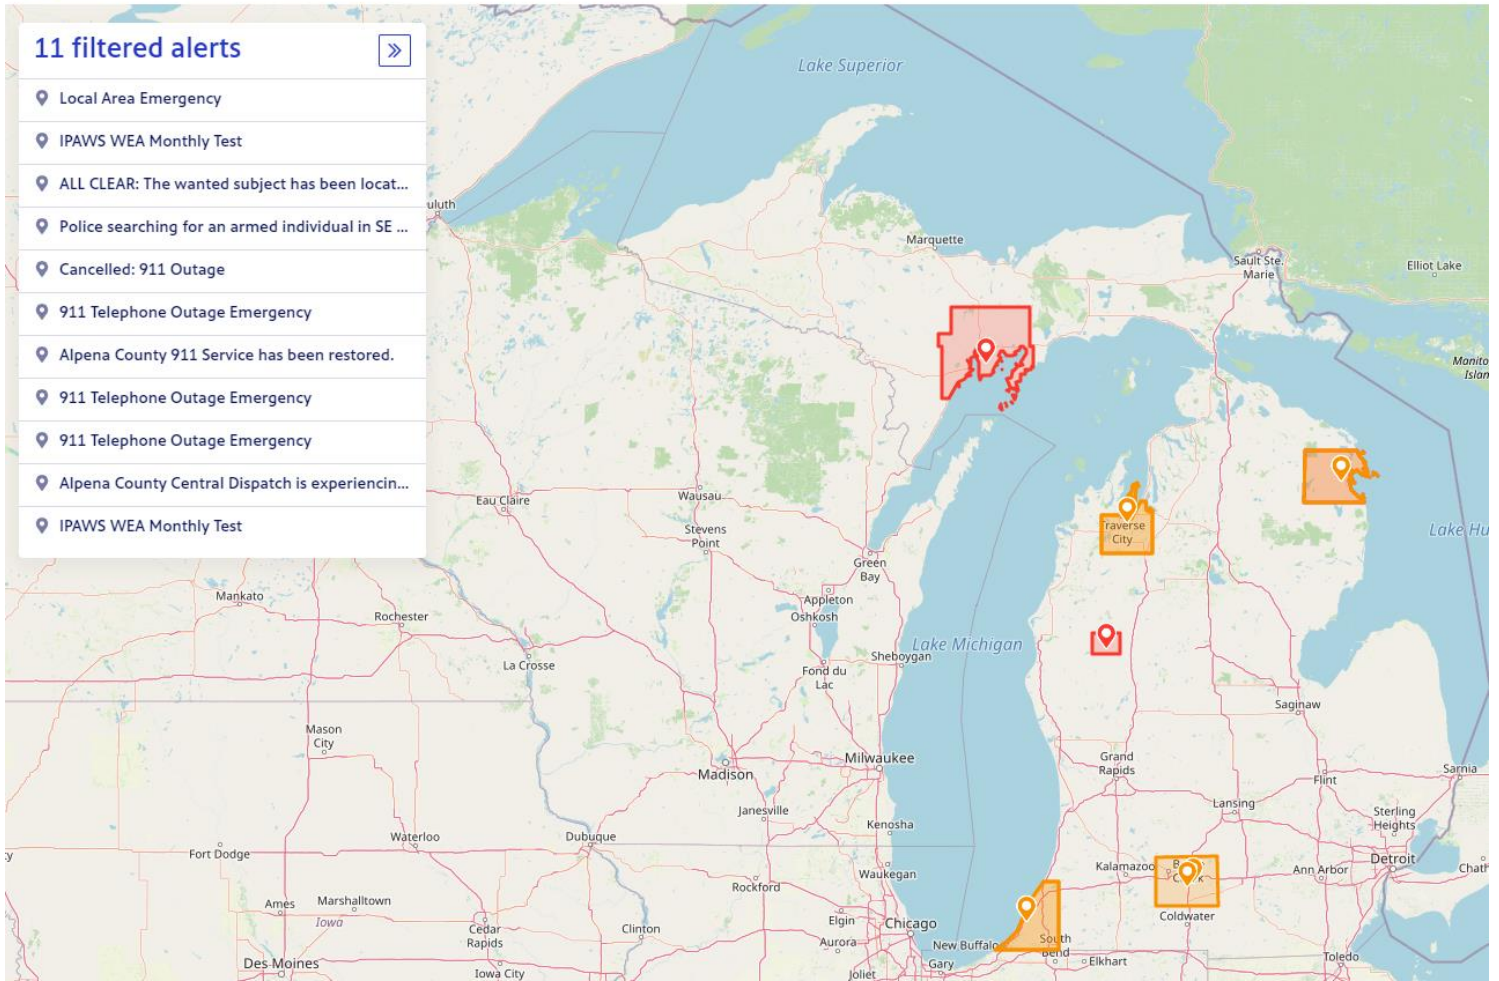 11 filtered alerts
Local Area Emergency
IPAWS WEA Monthly Test
ALL CLEAR: The wanted subject has been locat...
Police searching for an armed individual in SE ...
Cancelled: 911 Outage
911 Telephone Outage Emergency
Alpena County 911 Service has been restored.
911 Telephone Outage Emergency
911 Telephone Outage Emergency
Alpena County Central Dispatch is experiencin...
IPAWS WEA Monthly Test
Lake Superior
uluth
Marquette
Sault Ste.
Marie
Elliot Lake
Manito
Islan
Eau Claire
Wausau
Stevens
Point
Green
Bay
raverse
City
Lake Hu
Mankato
Rochester
Appleton
Oshkosh
La Crosse
Fond du
Lac
Sheboygan
Lake Michigan
Saginaw
Mason
City
Madison
Milwaukee
Grand
Rapids
Flint
Sarnia
Janesville
Kenosha
Lansing
Sterling
Heights
Waterloo
Dubuque
Fort Dodge
Waukegan
Kalamazoo
Ann Arbor
Detroit
Chath
Rockford
Ames
Marshalltown
Iowa
Cedar
Rapids
Clinton
Elgin
Chicago
Aurora
Coldwater
New Buffalo
South
Bend
Elkhart
Gary
Toledo
Des Moines
Iowa City
Joliet